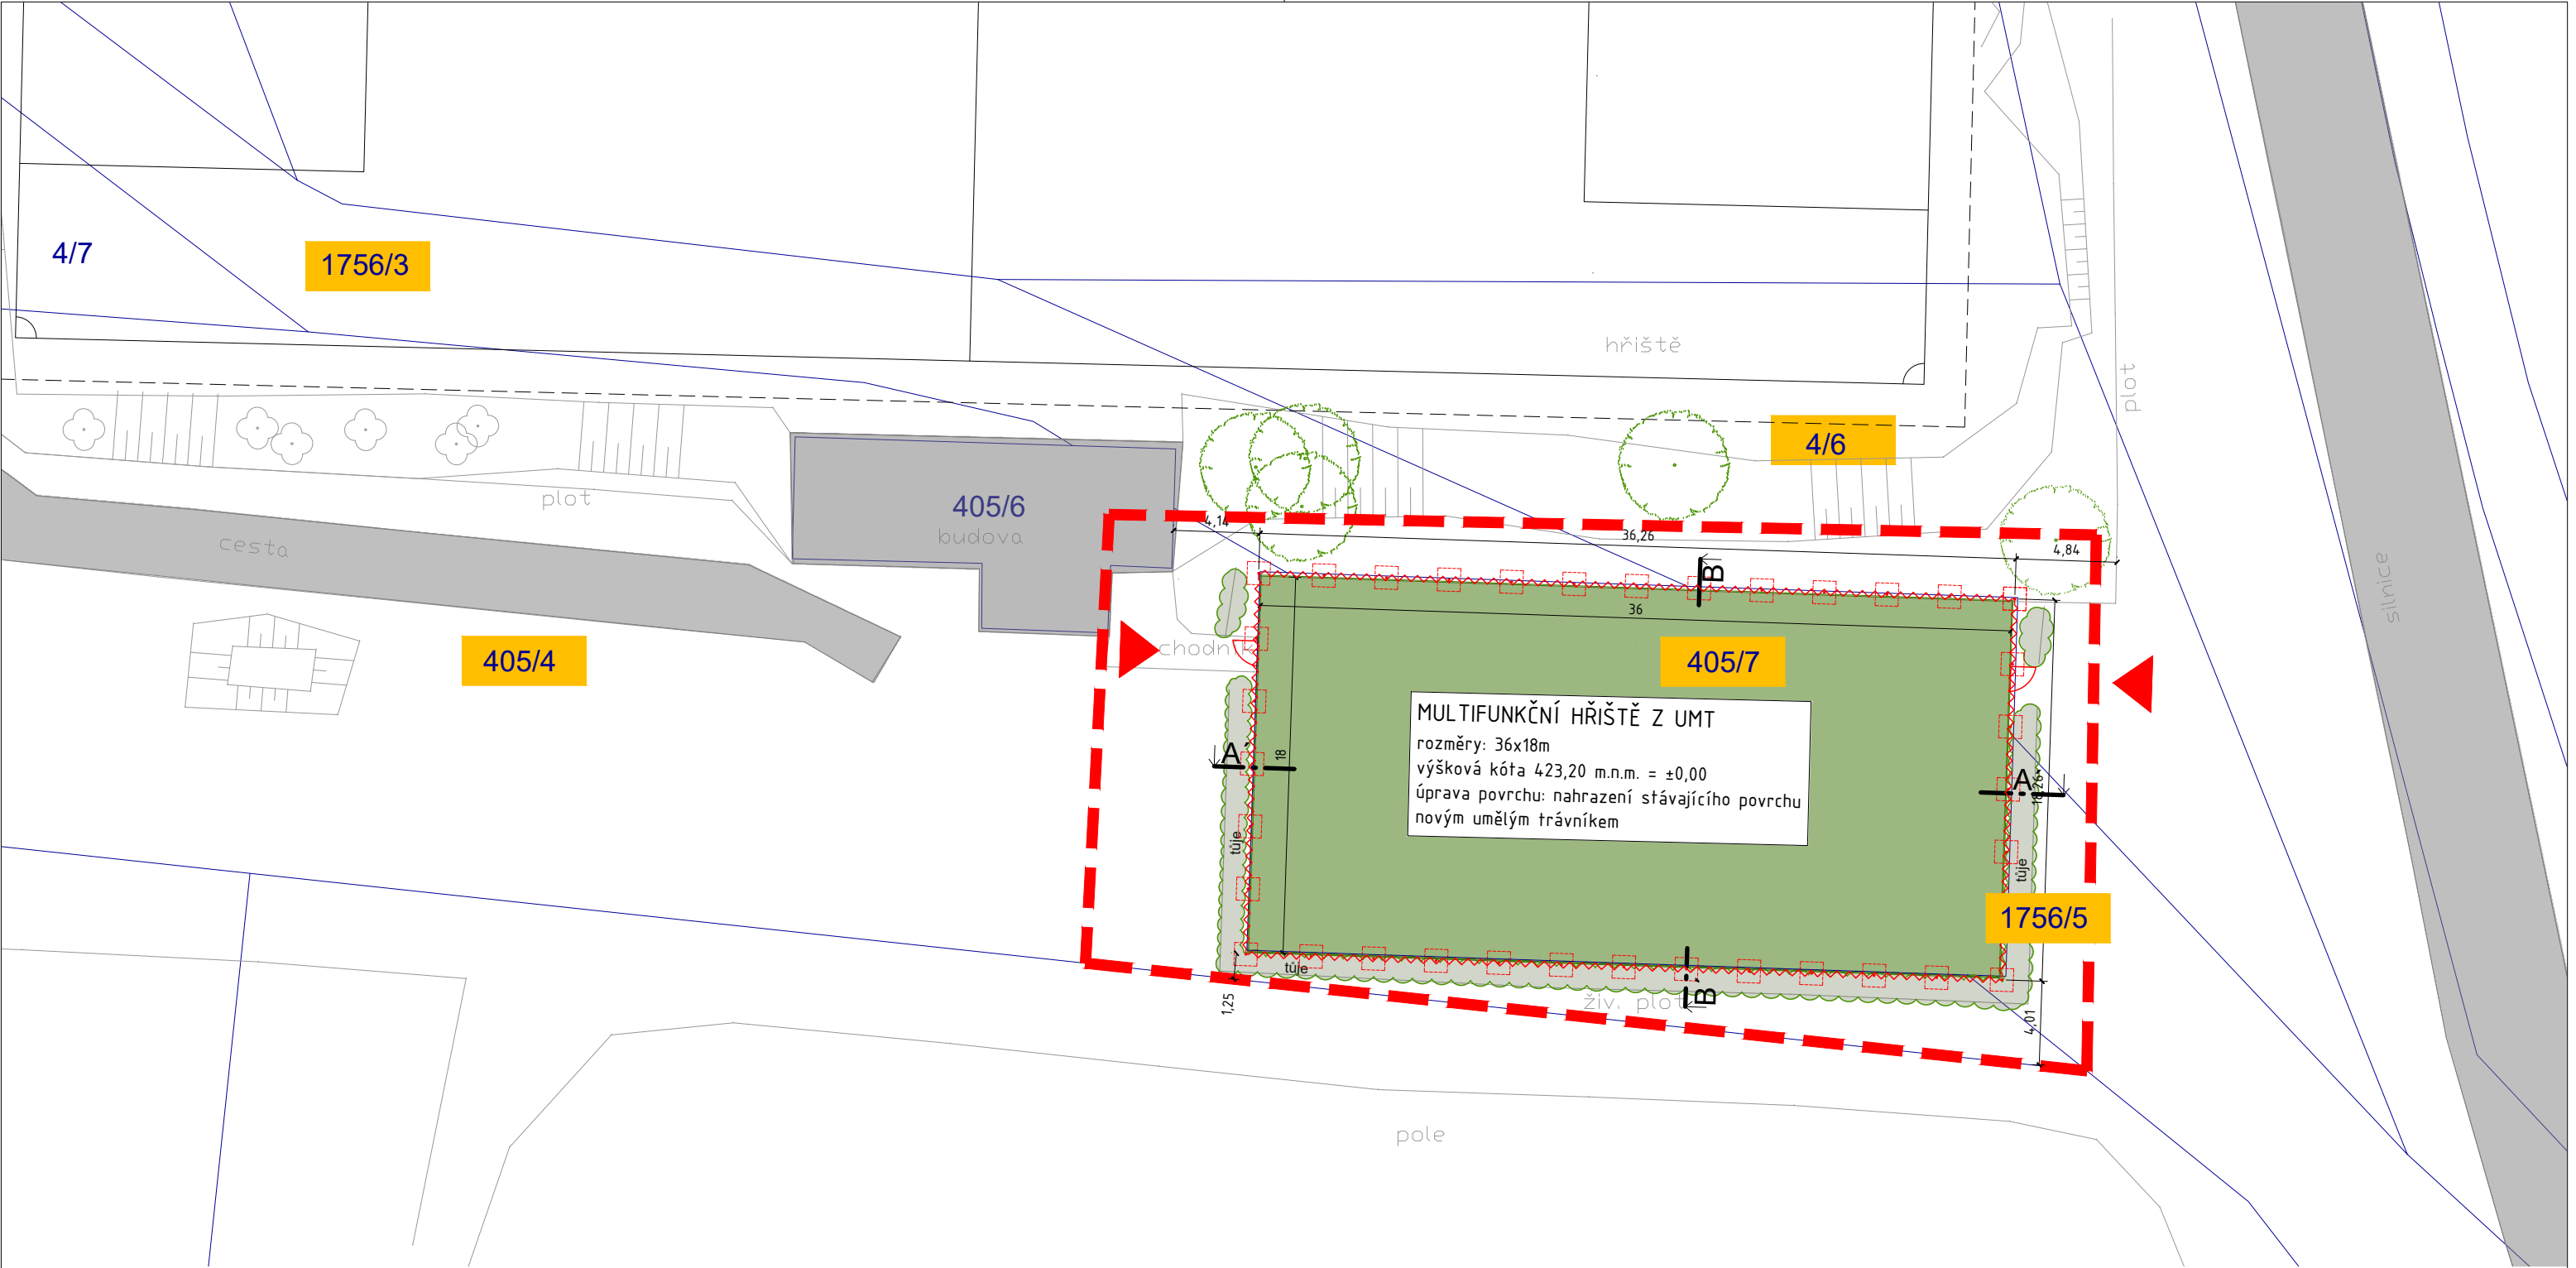 4/7
1756/3
hřiště
plot
4/6
405/6
budova
plot
cesta
405/4
silnice
4,14
36,26
4,84
B
36
405/7
chodník
MULTIFUNKČNÍ HŘIŠTĚ Z UMT
rozměry: 36x18m
výšková kóta 423,20 m.n.m. = ±0,00
úprava povrchu: nahrazení stávajícího povrchu
novým umělým trávníkem
18
A´
A
18,26
tůje
tůje
1756/5
tůje
1,25
živ. plot
B´
4,01
pole